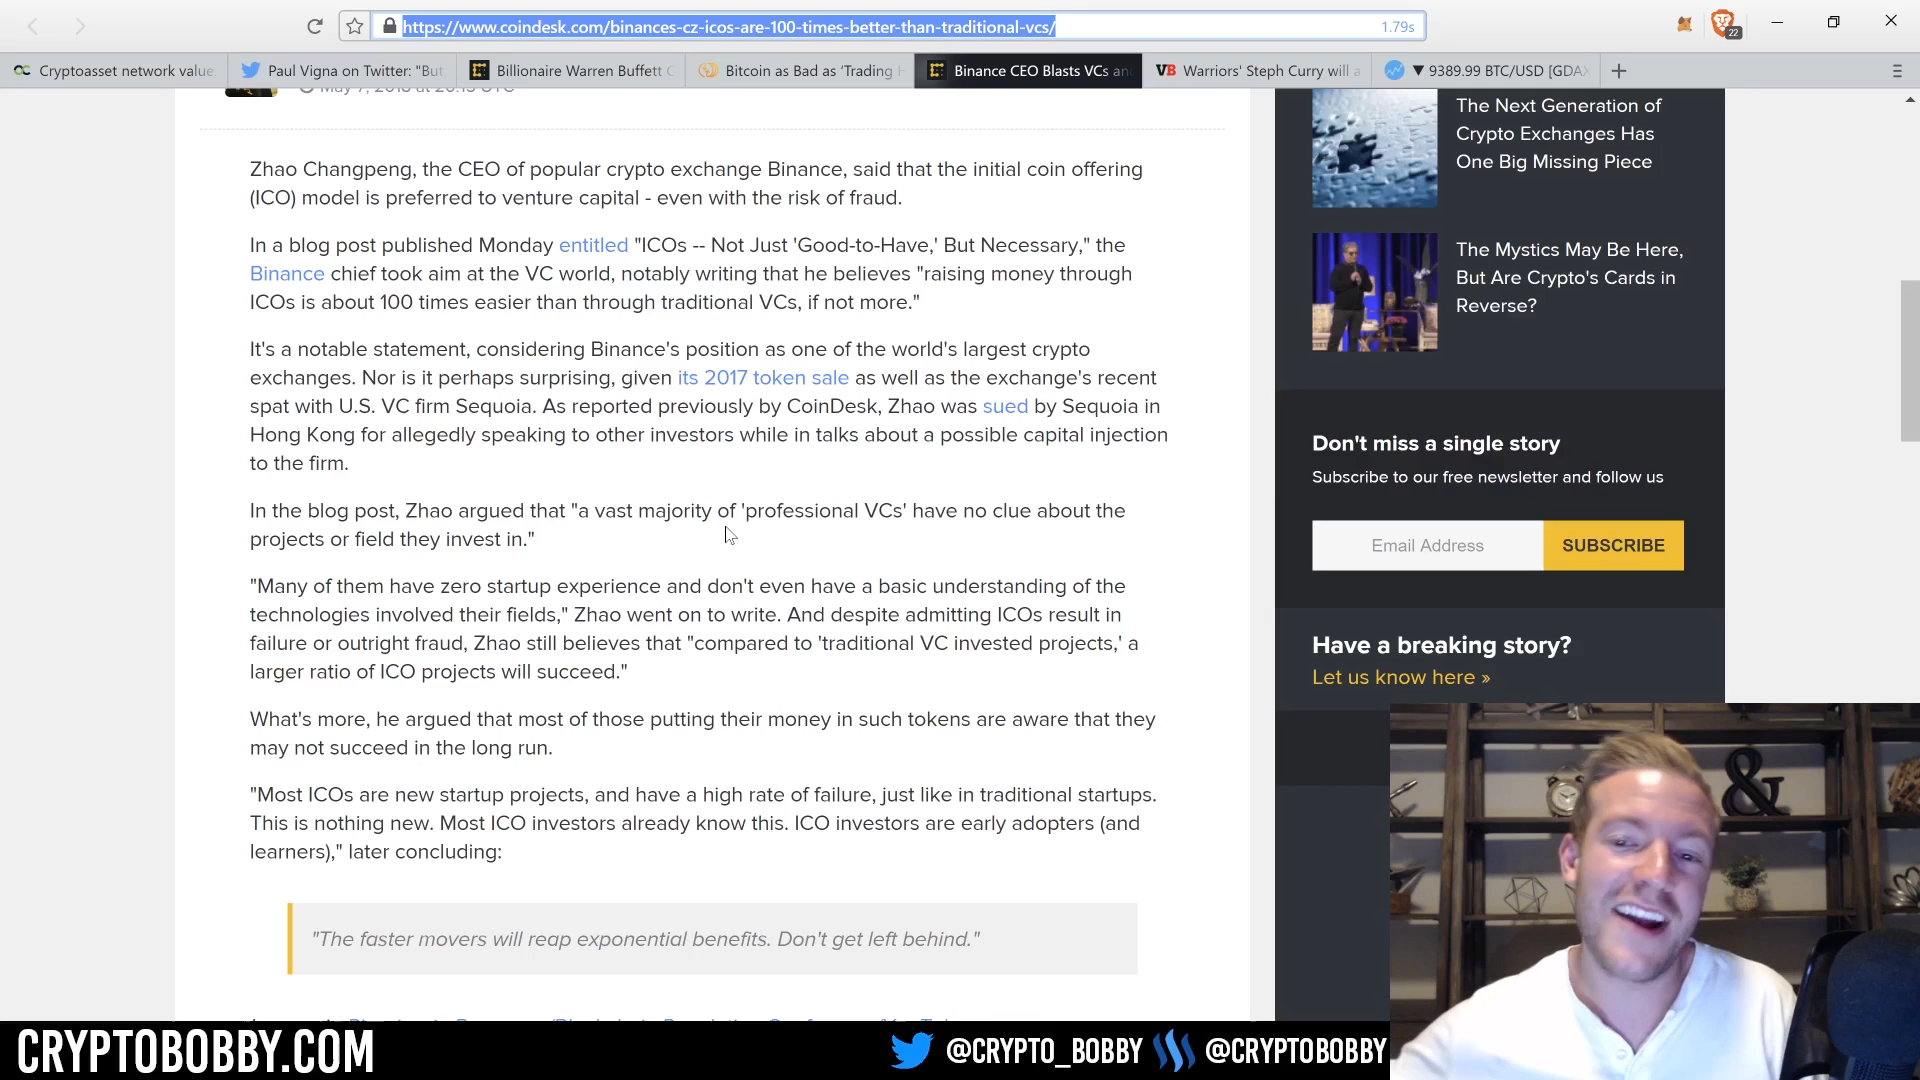 https://www.coindesk.com/binances-cz-icos-are-100-times-better-than-traditional-vcs/
1.79s
22
Cryptoasset network value,
Paul Vigna on Twitter: "But
Billionaire Warren Buffett C
Bitcoin as Bad as 'Trading
Binance CEO Blasts VCs an
VB Warriors' Steph Curry will a
▼ 9389.99 BTC/USD [GDAX
May 7, 2018 at 20:15 UTC
Zhao Changpeng, the CEO of popular crypto exchange Binance, said that the initial coin offering
(ICO) model is preferred to venture capital - even with the risk of fraud.
In a blog post published Monday entitled "ICOs -- Not Just 'Good-to-Have,' But Necessary," the
Binance chief took aim at the VC world, notably writing that he believes "raising money through
ICOs is about 100 times easier than through traditional VCs, if not more."
It's a notable statement, considering Binance's position as one of the world's largest crypto
exchanges. Nor is it perhaps surprising, given its 2017 token sale as well as the exchange's recent
spat with U.S. VC firm Sequoia. As reported previously by CoinDesk, Zhao was sued by Sequoia in
Hong Kong for allegedly speaking to other investors while in talks about a possible capital injection
to the firm.
In the blog post, Zhao argued that "a vast majority of 'professional VCs' have no clue about the
projects or field they invest in."
"Many of them have zero startup experience and don't even have a basic understanding of the
technologies involved their fields," Zhao went on to write. And despite admitting ICOs result in
failure or outright fraud, Zhao still believes that "compared to 'traditional VC invested projects,' a
larger ratio of ICO projects will succeed."
What's more, he argued that most of those putting their money in such tokens are aware that they
may not succeed in the long run.
"Most ICOs are new startup projects, and have a high rate of failure, just like in traditional startups.
This is nothing new. Most ICO investors already know this. ICO investors are early adopters (and
learners)," later concluding:
"The faster movers will reap exponential benefits. Don't get left behind."
The Next Generation of
Crypto Exchanges Has
One Big Missing Piece
The Mystics May Be Here,
But Are Crypto's Cards in
Reverse?
Don't miss a single story
Subscribe to our free newsletter and follow us
Email Address
SUBSCRIBE
Have a breaking story?
Let us know here »
&
CRYPTOBOBBY.COM
@CRYPTO_BOBBY
@CRYPTOBOBBY